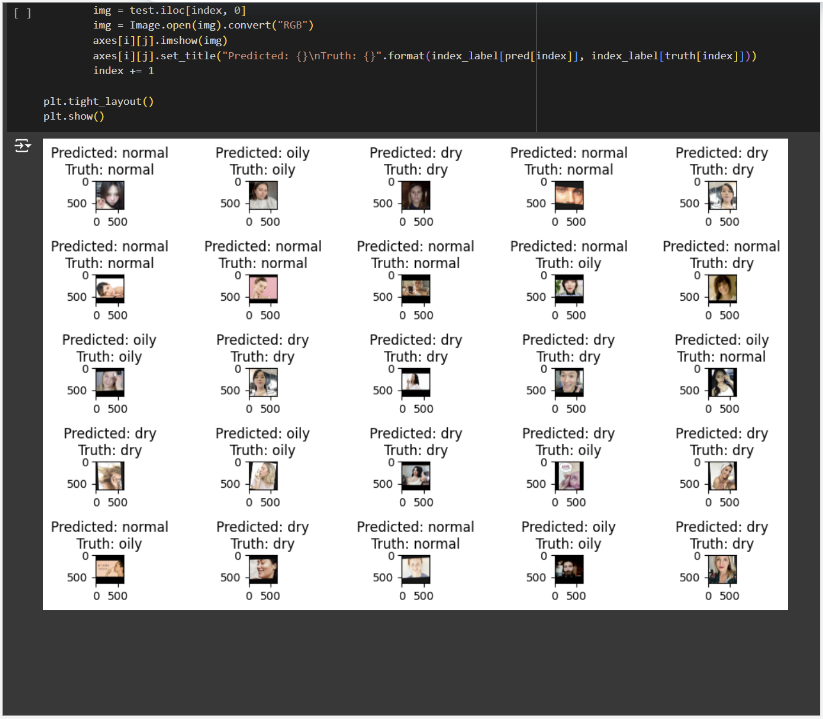 [ ]
img = test.iloc[index, 0]
img = Image.open(img).convert("RGB")
axes[i][j].imshow(img)
axes[i][j].set_title("Predicted: {}\nTruth: {}".format(index_label[pred[index]], index_label[truth[index]]))
index += 1
plt.tight_layout()
plt.show()
Predicted: normal Predicted: oily Predicted: dry Predicted: normal Predicted: dry
Truth: normal Truth: oily Truth: dry Truth: normal Truth: dry
0 0 0 0 0
500 500 500 500 500
0 500 0 500 0 500 0 500 0 500
Predicted: normal Predicted: normal Predicted: normal Predicted: normal Predicted: normal
Truth: normal Truth: normal Truth: normal Truth: oily Truth: dry
0 0 0 0 0
500 500 500 500 500
0 500 0 500 0 500 0 500 0 500
Predicted: oily Predicted: dry Predicted: dry Predicted: dry Predicted: oily
Truth: oily Truth: dry Truth: dry Truth: dry Truth: normal
0 0 0 0 0
500 500 500 500 500
0 500 0 500 0 500 0 500 0 500
Predicted: dry Predicted: oily Predicted: dry Predicted: dry Predicted: dry
Truth: dry Truth: oily Truth: dry Truth: oily Truth: dry
0 0 0 0 0
500 500 500 500 500
0 500 0 500 0 500 0 500 0 500
Predicted: normal Predicted: dry Predicted: normal Predicted: oily Predicted: dry
Truth: oily Truth: dry Truth: normal Truth: oily Truth: dry
0 0 0 0 0
500 500 500 500 500
0 500 0 500 0 500 0 500 0 500